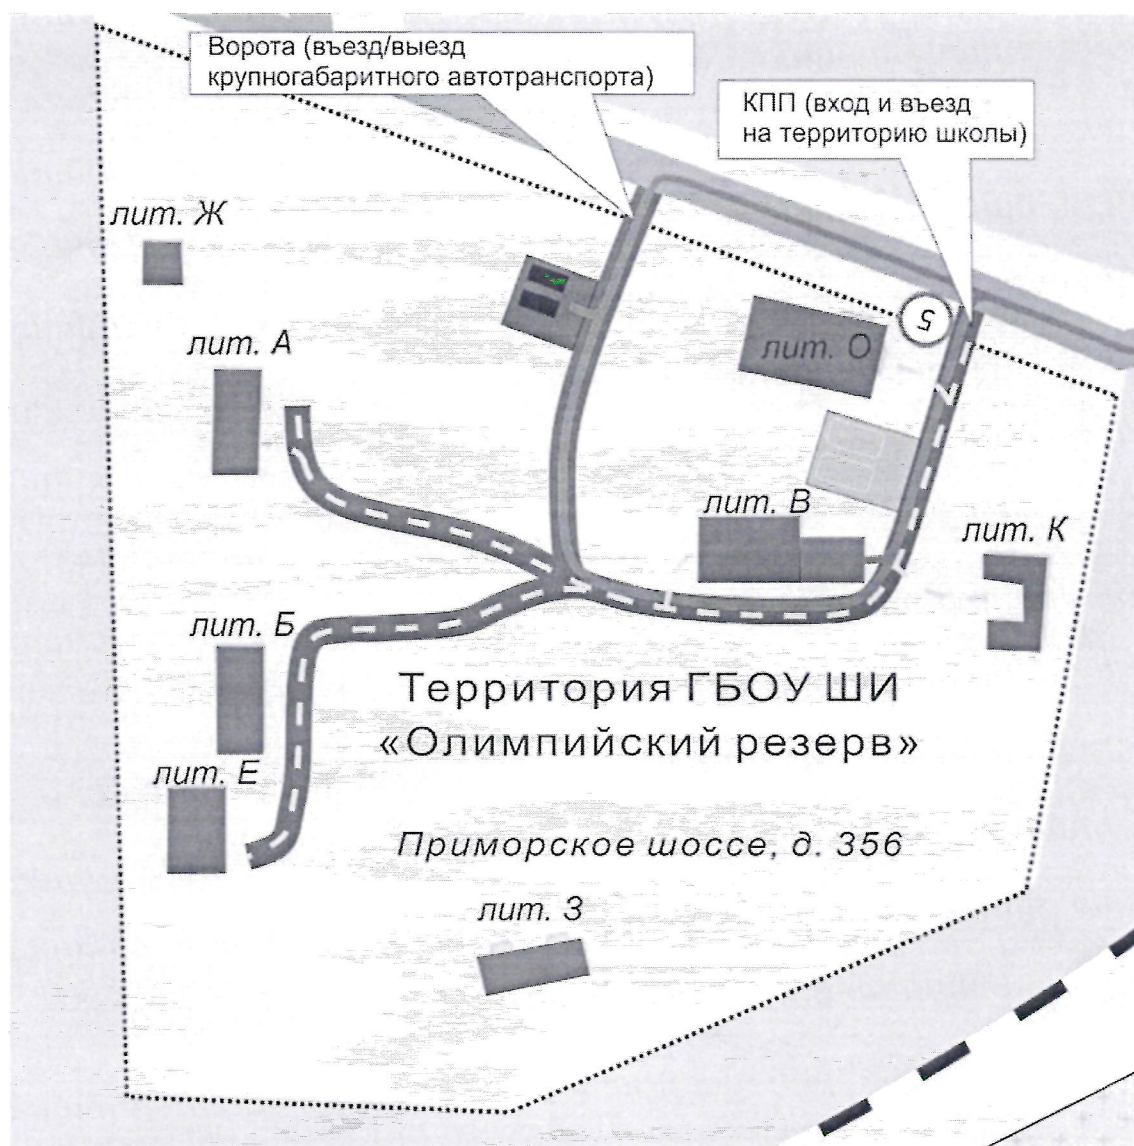 Ворота (въезд/выезд
крупногабаритного автотранспорта)
КПП (вход и въезд
на территорию школы)
лит. Ж
лит. А
лит. О
5
лит. В
лит. К
лит. Б
Территория ГБОУ ШИ
«Олимпийский резерв»
лит. Е
Приморское шоссе, д. 356
лит. З